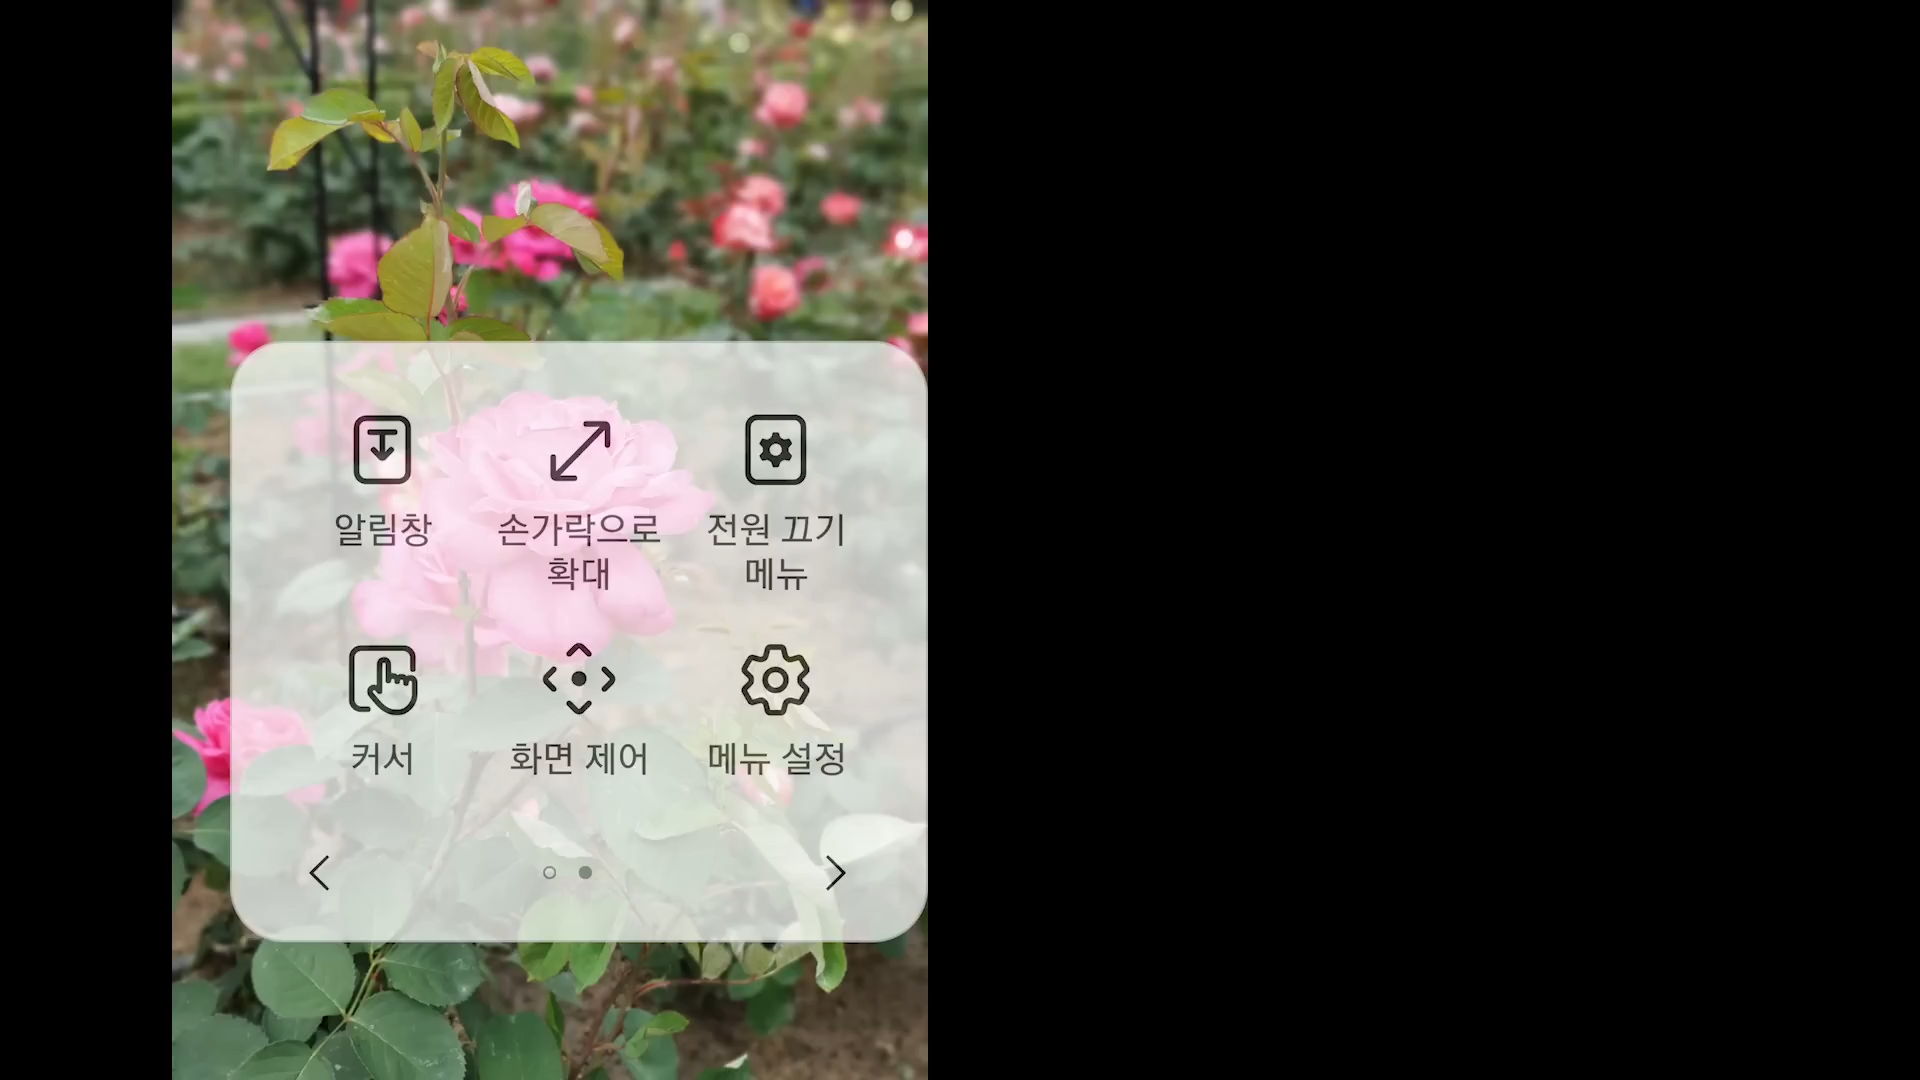 알림창
손가락으로
확대
전원 끄기
메뉴
커서
화면 제어
메뉴 설정